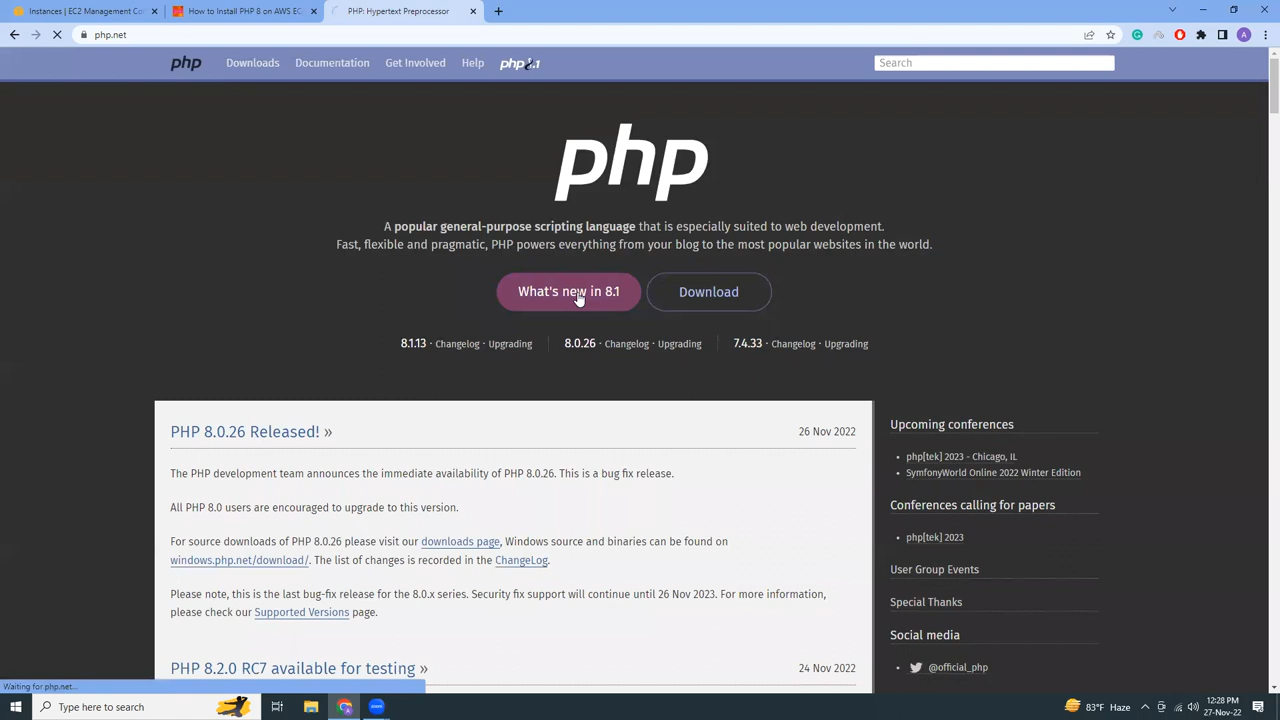 Instances | EC2 Management Co
How to Install PHP 8 on AWS EC
PHP: Hypertext Preprocessor
php.net
A
php
Downloads
Documentation
Get Involved
Help
php8.1
Search
php
A popular general-purpose scripting language that is especially suited to web development.
Fast, flexible and pragmatic, PHP powers everything from your blog to the most popular websites in the world.
What's new in 8.1
Download
8.1.13 · Changelog · Upgrading
8.0.26 · Changelog · Upgrading
7.4.33 · Changelog · Upgrading
PHP 8.0.26 Released! »
26 Nov 2022
The PHP development team announces the immediate availability of PHP 8.0.26. This is a bug fix release.
All PHP 8.0 users are encouraged to upgrade to this version.
For source downloads of PHP 8.0.26 please visit our downloads page, Windows source and binaries can be found on
windows.php.net/download/. The list of changes is recorded in the ChangeLog.
Please note, this is the last bug-fix release for the 8.0.x series. Security fix support will continue until 26 Nov 2023. For more information,
please check our Supported Versions page.
PHP 8.2.0 RC7 available for testing »
24 Nov 2022
Upcoming conferences
php[tek] 2023 - Chicago, IL
SymfonyWorld Online 2022 Winter Edition
Conferences calling for papers
php[tek] 2023
User Group Events
Special Thanks
Social media
@official_php
Waiting for php.net...
Type here to search
zoom
83°F Haze
12:28 PM
27-Nov-22